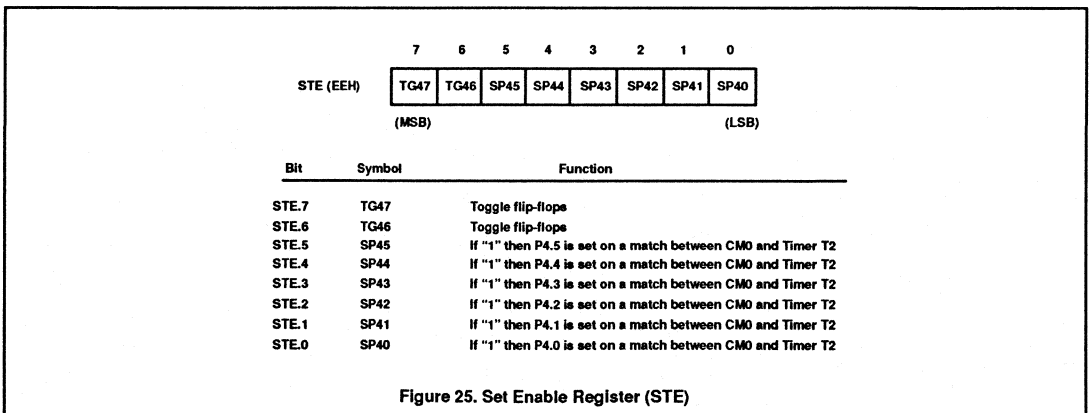 7 6 5 4 3 2 1 0
STE (EEH) TG47 TG46 SP45 SP44 SP43 SP42 SP41 SP40
(MSB) (LSB)
Bit Symbol Function
STE.7 TG47 Toggle flip-flops
STE.6 TG46 Toggle flip-flops
STE.5 SP45 If "1" then P4.5 is set on a match between CM0 and Timer T2
STE.4 SP44 If "1" then P4.4 is set on a match between CM0 and Timer T2
STE.3 SP43 If "1" then P4.3 is set on a match between CM0 and Timer T2
STE.2 SP42 If "1" then P4.2 is set on a match between CM0 and Timer T2
STE.1 SP41 If "1" then P4.1 is set on a match between CM0 and Timer T2
STE.0 SP40 If "1" then P4.0 is set on a match between CM0 and Timer T2
Figure 25. Set Enable Register (STE)